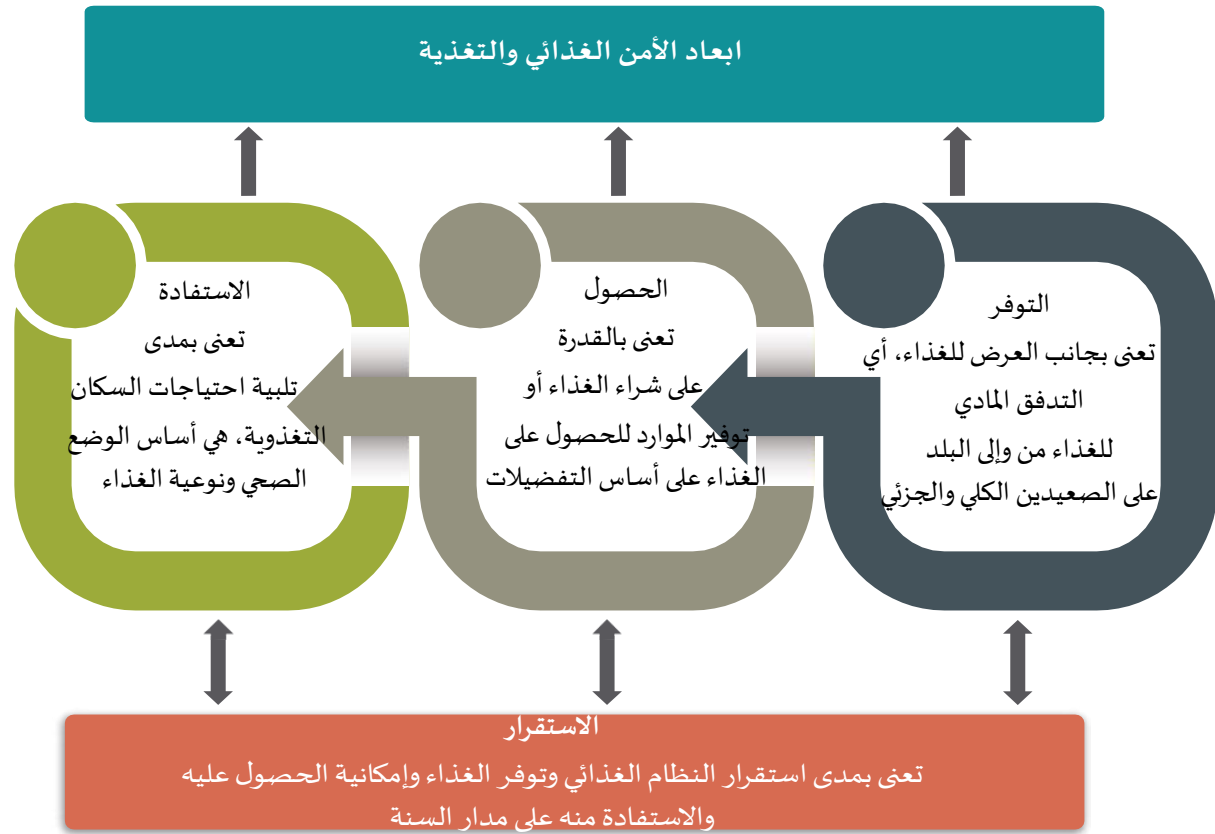 ابعاد الأمن الغذائي والتغذية
التوفر
تعنى بجانب العرض للغذاء، أي
التدفق المادي
للغذاء من وإلى البلد
على الصعيدين الكلي والجزئي
الحصول
تعنى بالقدرة
على شراء الغذاء أو
توفير الموارد للحصول على
الغذاء على أساس التفضيلات
الاستفادة
تعنى بمدى
تلبية احتياجات السكان
التغذوية، هي أساس الوضع
الصحي ونوعية الغذاء
الاستقرار
تعنى بمدى استقرار النظام الغذائي وتوفر الغذاء وإمكانية الحصول عليه
والاستفادة منه على مدار السنة